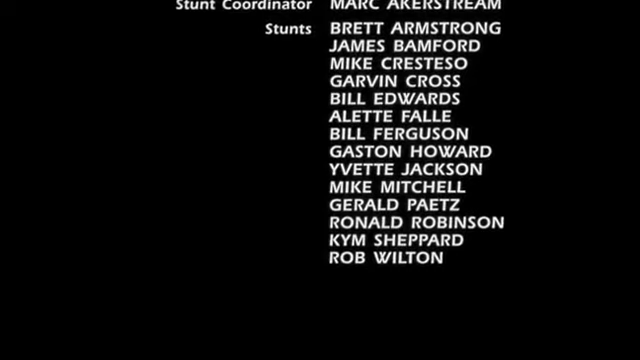 Stunt Coordinator MARC AKERSTREAM
Stunts BRETT ARMSTRONG
JAMES BAMFORD
MIKE CRESTESO
GARVIN CROSS
BILL EDWARDS
ALETTE FALLE
BILL FERGUSON
GASTON HOWARD
YVETTE JACKSON
MIKE MITCHELL
GERALD PAETZ
RONALD ROBINSON
KYM SHEPPARD
ROB WILTON